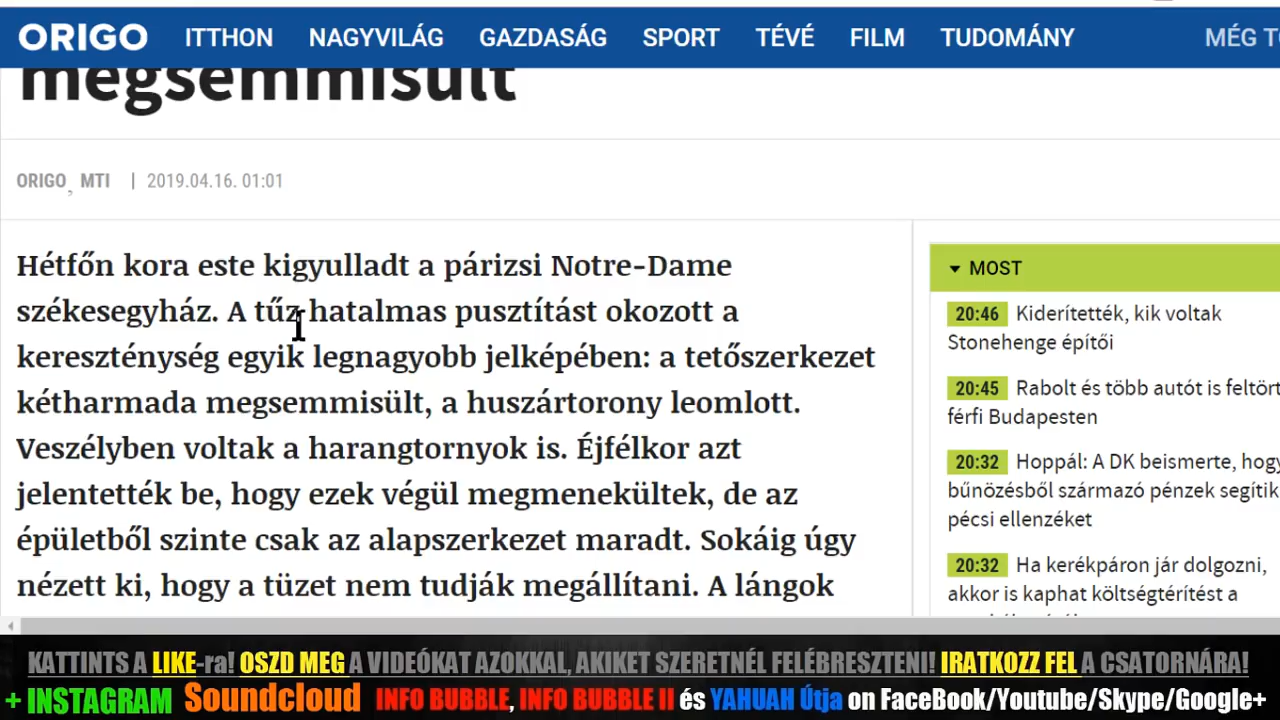 ORIGO ITTHON NAGYVILÁG GAZDASÁG SPORT TÉVÉ FILM TUDOMÁNY MÉG TO
megsemmisült
ORIGO, MTI | 2019.04.16. 01:01
Hétfőn kora este kigyulladt a párizsi Notre-Dame
székesegyház. A tűz hatalmas pusztítást okozott a
kereszténység egyik legnagyobb jelképében: a tetőszerkezet
kétharmada megsemmisült, a huszártorony leomlott.
Veszélyben voltak a harangtornyok is. Éjfélkor azt
jelentették be, hogy ezek végül megmenekültek, de az
épületből szinte csak az alapszerkezet maradt. Sokáig úgy
nézett ki, hogy a tüzet nem tudják megállítani. A lángok
MOST
20:46 Kiderítették, kik voltak
Stonehenge építői
20:45 Rabolt és több autót is feltört
férfi Budapesten
20:32 Hoppál: A DK beismerte, hogy
bűnözésből származó pénzek segítik
pécsi ellenzéket
20:32 Ha kerékpáron jár dolgozni,
akkor is kaphat költségtérítést a
KATTINTS A LIKE-ra! OSZD MEG A VIDEÓKAT AZOKKAL, AKIKET SZERETNÉL FELÉBRESZTENI! IRATKOZZ FEL A CSATORNÁRA!
+ INSTAGRAM Soundcloud INFO BUBBLE, INFO BUBBLE II és YAHUAH Útja on FaceBook/Youtube/Skype/Google+